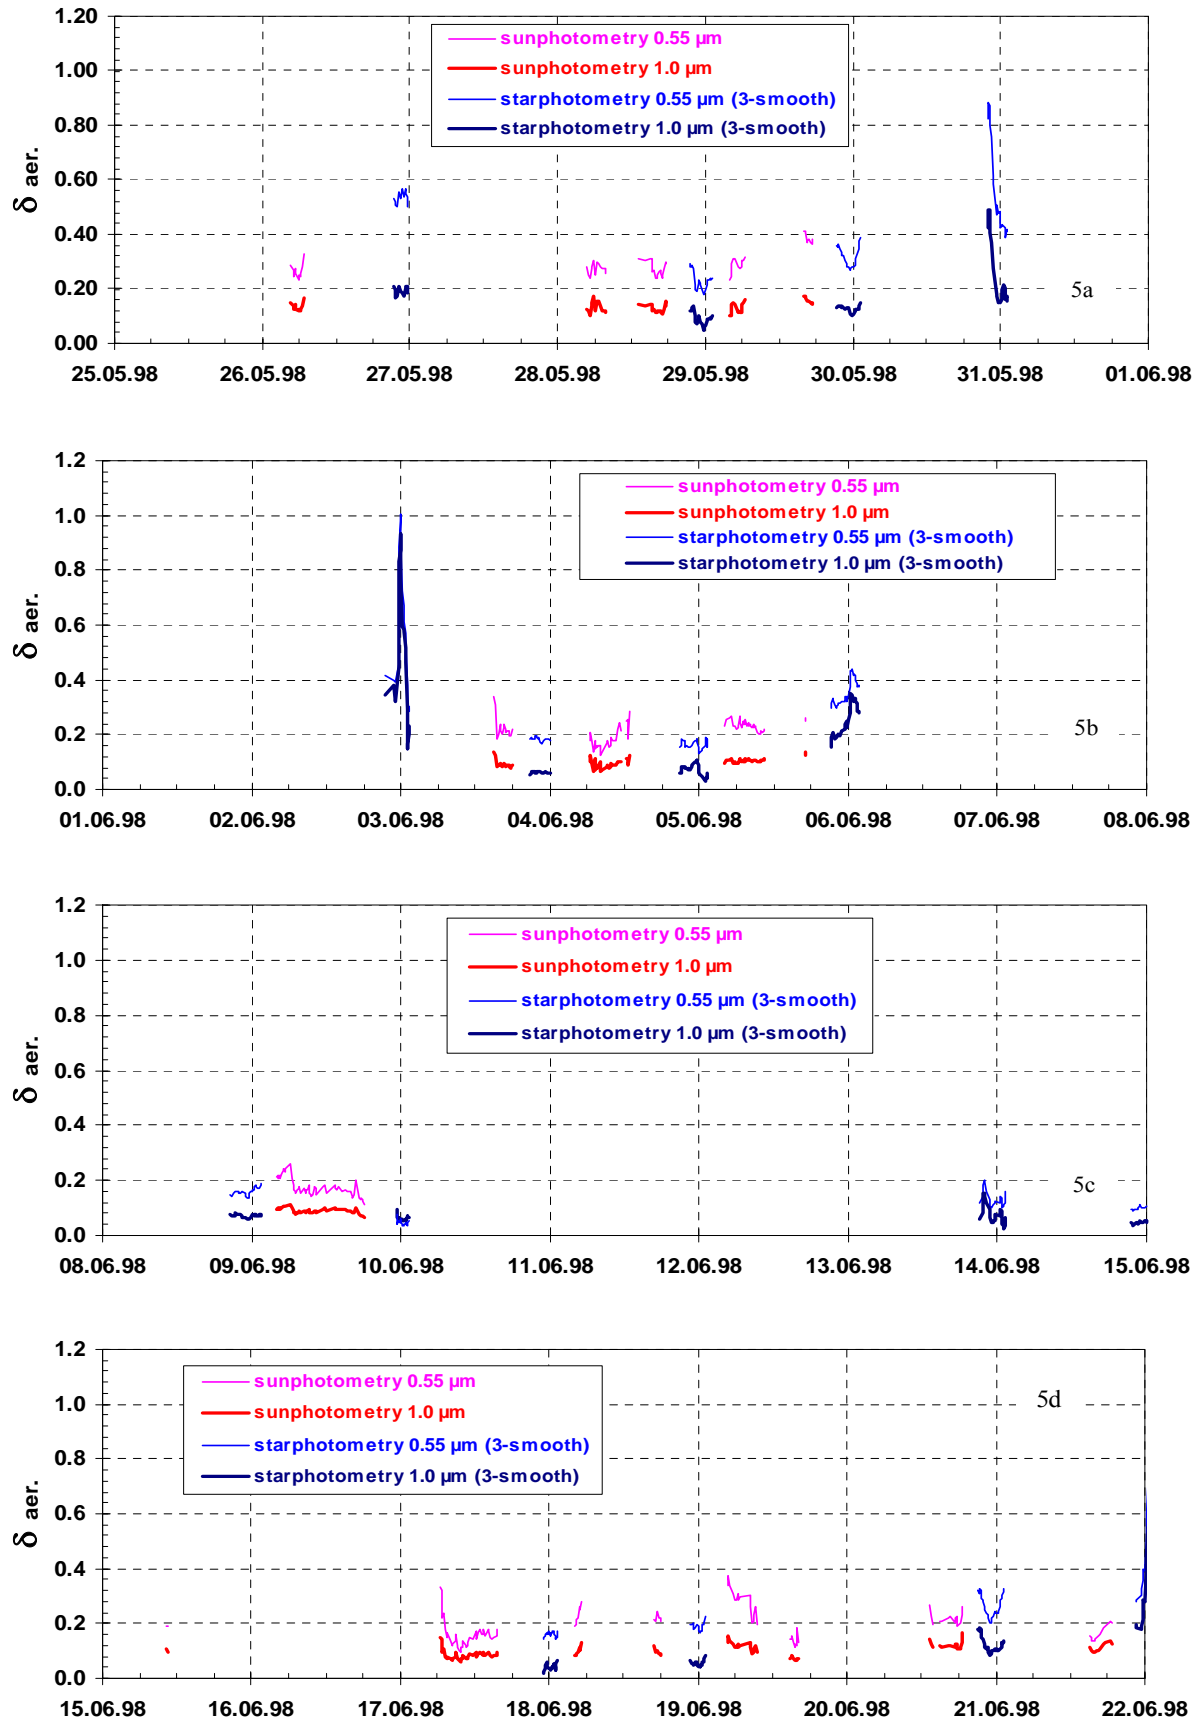 1.20
1.00
0.80
0.60
0.40
0.20
0.00
δ aer.
sunphotometry 0.55 µm
sunphotometry 1.0 µm
starphotometry 0.55 µm (3-smooth)
starphotometry 1.0 µm (3-smooth)
5a
25.05.98 26.05.98 27.05.98 28.05.98 29.05.98 30.05.98 31.05.98 01.06.98
1.2
1.0
0.8
0.6
0.4
0.2
0.0
δ aer.
sunphotometry 0.55 µm
sunphotometry 1.0 µm
starphotometry 0.55 µm (3-smooth)
starphotometry 1.0 µm (3-smooth)
5b
01.06.98 02.06.98 03.06.98 04.06.98 05.06.98 06.06.98 07.06.98 08.06.98
1.2
1.0
0.8
0.6
0.4
0.2
0.0
δ aer.
sunphotometry 0.55 µm
sunphotometry 1.0 µm
starphotometry 0.55 µm (3-smooth)
starphotometry 1.0 µm (3-smooth)
5c
08.06.98 09.06.98 10.06.98 11.06.98 12.06.98 13.06.98 14.06.98 15.06.98
1.2
1.0
0.8
0.6
0.4
0.2
0.0
δ aer.
sunphotometry 0.55 µm
sunphotometry 1.0 µm
starphotometry 0.55 µm (3-smooth)
starphotometry 1.0 µm (3-smooth)
5d
15.06.98 16.06.98 17.06.98 18.06.98 19.06.98 20.06.98 21.06.98 22.06.98